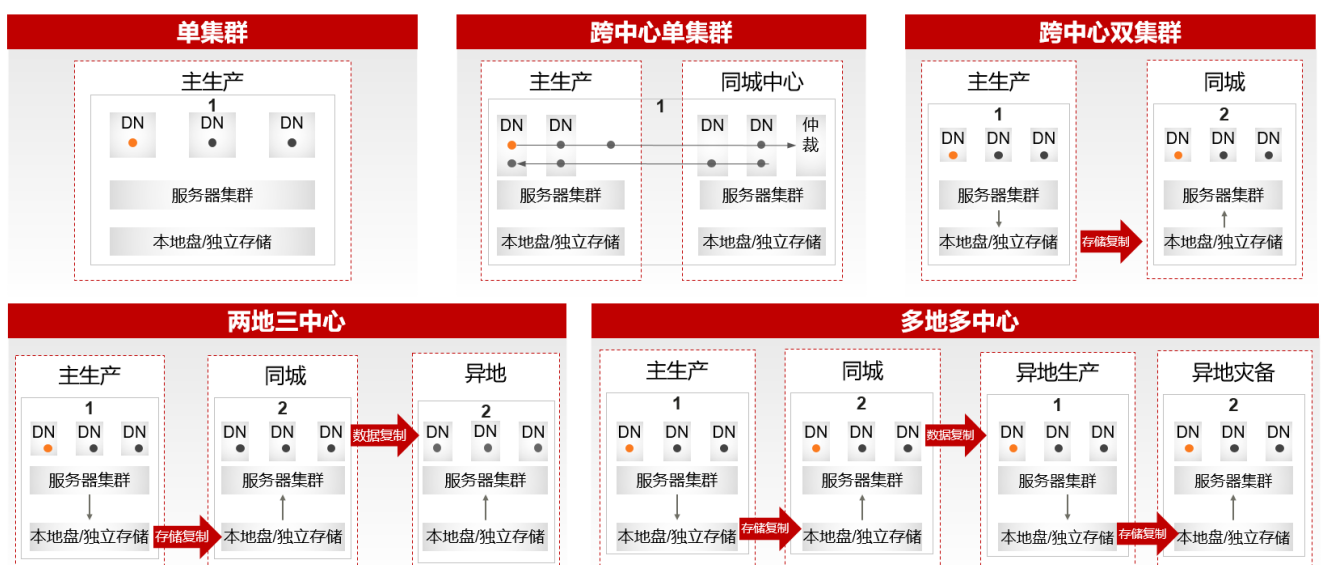 单集群
主生产
1
DN DN DN
服务器集群
本地盘/独立存储
跨中心单集群
主生产 同城中心
1
DN DN DN DN 仲裁
服务器集群 服务器集群
本地盘/独立存储 本地盘/独立存储
跨中心双集群
主生产 同城
1 2
DN DN DN DN DN DN
服务器集群 服务器集群
本地盘/独立存储 存储复制 本地盘/独立存储
两地三中心
主生产 同城 异地
1 2 2
DN DN DN DN DN DN 数据复制 DN DN DN
服务器集群 服务器集群 服务器集群
本地盘/独立存储 存储复制 本地盘/独立存储 本地盘/独立存储
多地多中心
主生产 同城 异地生产 异地灾备
1 2 1 2
DN DN DN DN DN DN 数据复制 DN DN DN DN DN DN
服务器集群 服务器集群 服务器集群 服务器集群
本地盘/独立存储 存储复制 本地盘/独立存储 本地盘/独立存储 存储复制 本地盘/独立存储